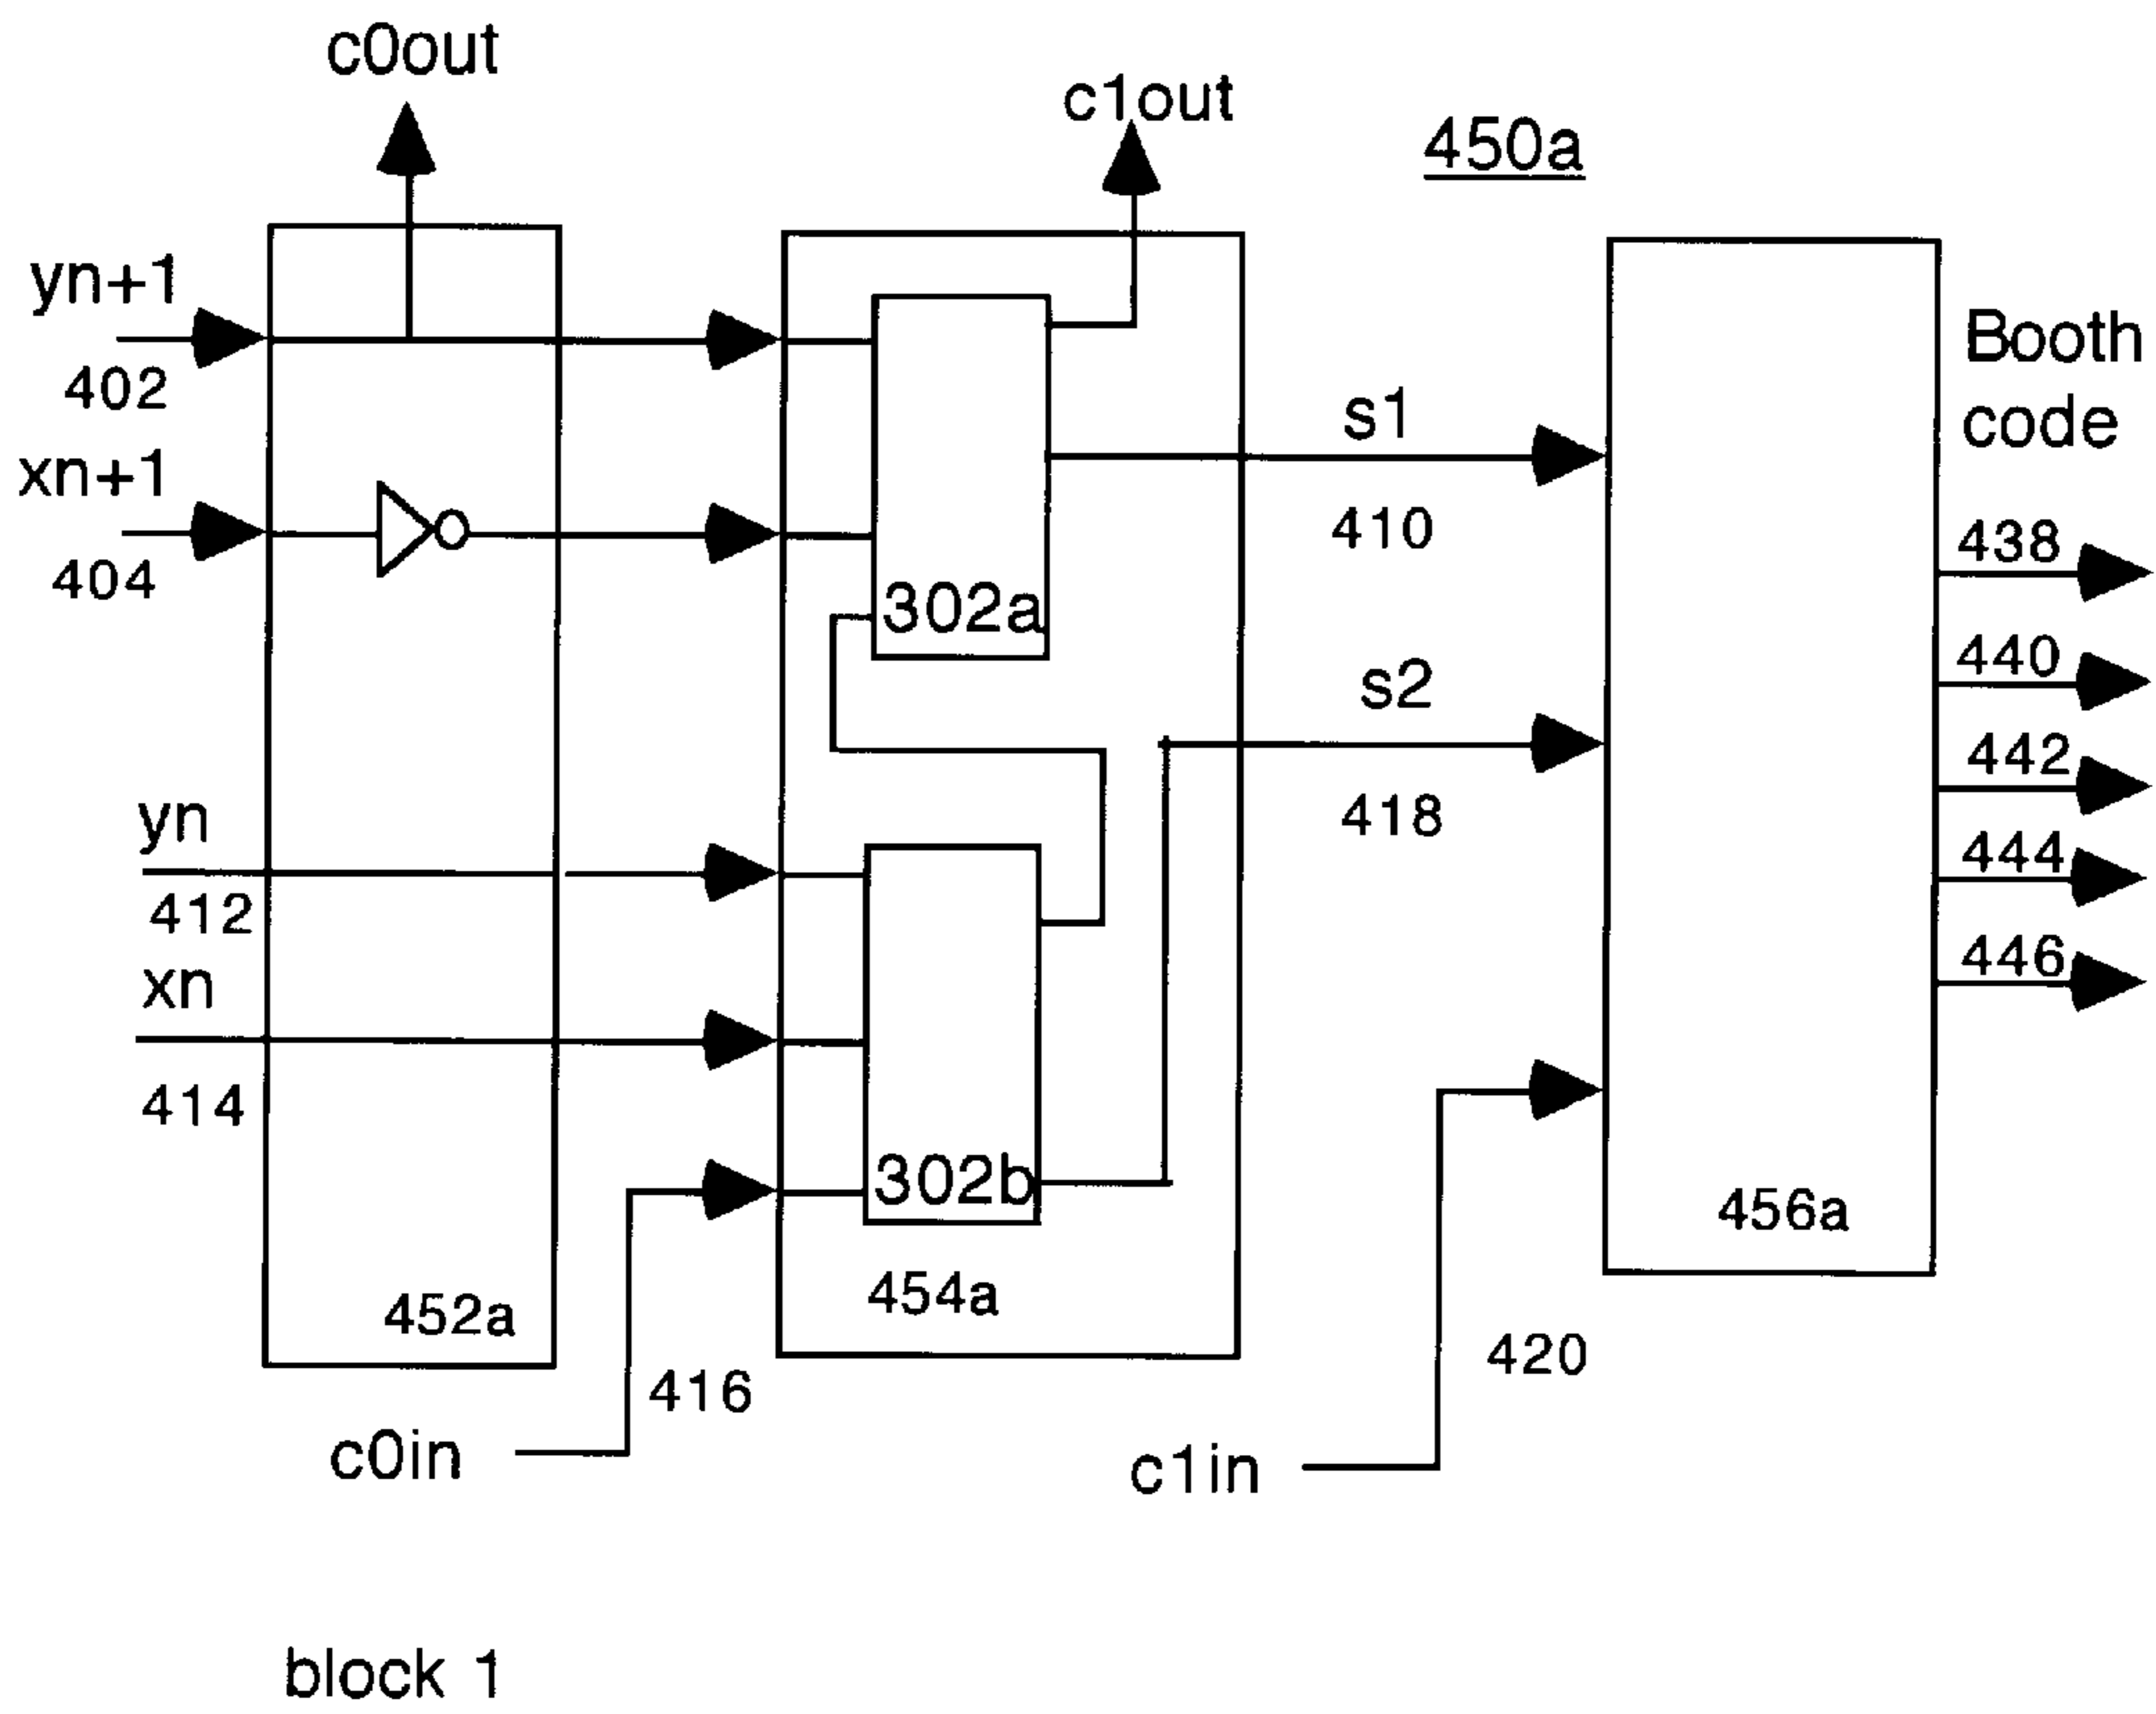 c0out
c1out
450a
yn+1
402
xn+1
404
302a
s1
410
s2
418
Booth
code
438
440
442
444
446
yn
412
xn
414
302b
452a
454a
456a
416
420
c0in
c1in
block 1